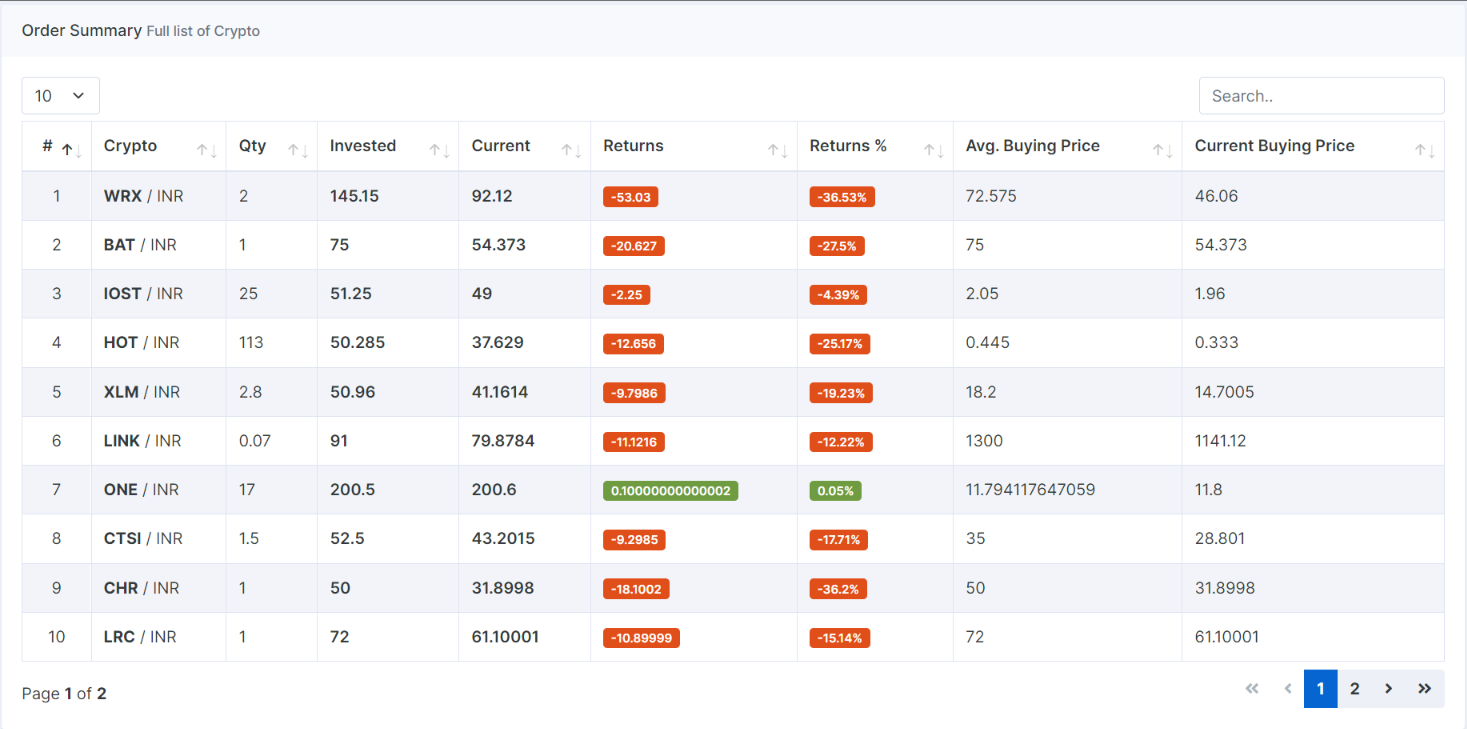 Order Summary Full list of Crypto
10 Search..
# Crypto Qty Invested Current Returns Returns % Avg. Buying Price Current Buying Price
1 WRX / INR 2 145.15 92.12 -53.03 -36.53% 72.575 46.06
2 BAT / INR 1 75 54.373 -20.627 -27.5% 75 54.373
3 IOST / INR 25 51.25 49 -2.25 -4.39% 2.05 1.96
4 HOT / INR 113 50.285 37.629 -12.656 -25.17% 0.445 0.333
5 XLM / INR 2.8 50.96 41.1614 -9.7986 -19.23% 18.2 14.7005
6 LINK / INR 0.07 91 79.8784 -11.1216 -12.22% 1300 1141.12
7 ONE / INR 17 200.5 200.6 0.10000000000002 0.05% 11.794117647059 11.8
8 CTSI / INR 1.5 52.5 43.2015 -9.2985 -17.71% 35 28.801
9 CHR / INR 1 50 31.8998 -18.1002 -36.2% 50 31.8998
10 LRC / INR 1 72 61.10001 -10.89999 -15.14% 72 61.10001
Page 1 of 2 « ‹ 1 2 › »